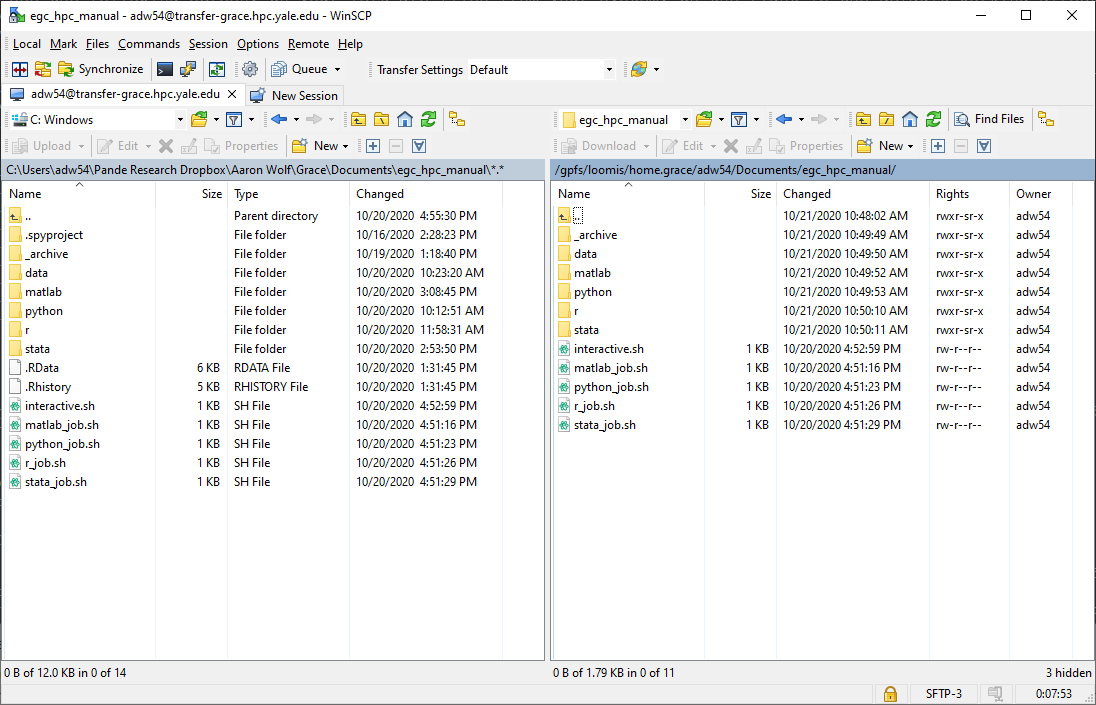 egc_hpc_manual - adw54@transfer-grace.hpc.yale.edu - WinSCP
Local Mark Files Commands Session Options Remote Help
Synchronize Queue Transfer Settings Default
adw54@transfer-grace.hpc.yale.edu New Session
C: Windows egc_hpc_manual Find Files
Upload Edit Properties New Download Edit Properties New
C:\Users\adw54\Pande Research Dropbox\Aaron Wolf\Grace\Documents\egc_hpc_manual\*.* /gpfs/loomis/home.grace/adw54/Documents/egc_hpc_manual/
Name Size Type Changed Name Size Changed Rights Owner
.. Parent directory 10/20/2020 4:55:30 PM .. 10/21/2020 10:48:02 AM rwxr-sr-x adw54
.spyproject File folder 10/16/2020 2:28:23 PM _archive 10/21/2020 10:49:49 AM rwxr-sr-x adw54
_archive File folder 10/19/2020 1:18:40 PM data 10/21/2020 10:49:50 AM rwxr-sr-x adw54
data File folder 10/20/2020 10:23:20 AM matlab 10/21/2020 10:49:52 AM rwxr-sr-x adw54
matlab File folder 10/20/2020 3:08:45 PM python 10/21/2020 10:49:53 AM rwxr-sr-x adw54
python File folder 10/20/2020 10:12:51 AM r 10/21/2020 10:50:10 AM rwxr-sr-x adw54
r File folder 10/20/2020 11:58:31 AM stata 10/21/2020 10:50:11 AM rwxr-sr-x adw54
stata File folder 10/20/2020 2:53:50 PM interactive.sh 1 KB 10/20/2020 4:52:59 PM rw-r--r-- adw54
.RData 6 KB RDATA File 10/20/2020 1:31:45 PM matlab_job.sh 1 KB 10/20/2020 4:51:16 PM rw-r--r-- adw54
.Rhistory 5 KB RHISTORY File 10/20/2020 1:31:45 PM python_job.sh 1 KB 10/20/2020 4:51:23 PM rw-r--r-- adw54
interactive.sh 1 KB SH File 10/20/2020 4:52:59 PM r_job.sh 1 KB 10/20/2020 4:51:26 PM rw-r--r-- adw54
matlab_job.sh 1 KB SH File 10/20/2020 4:51:16 PM stata_job.sh 1 KB 10/20/2020 4:51:29 PM rw-r--r-- adw54
python_job.sh 1 KB SH File 10/20/2020 4:51:23 PM
r_job.sh 1 KB SH File 10/20/2020 4:51:26 PM
stata_job.sh 1 KB SH File 10/20/2020 4:51:29 PM
0 B of 12.0 KB in 0 of 14 0 B of 1.79 KB in 0 of 11 3 hidden
SFTP-3 0:07:53